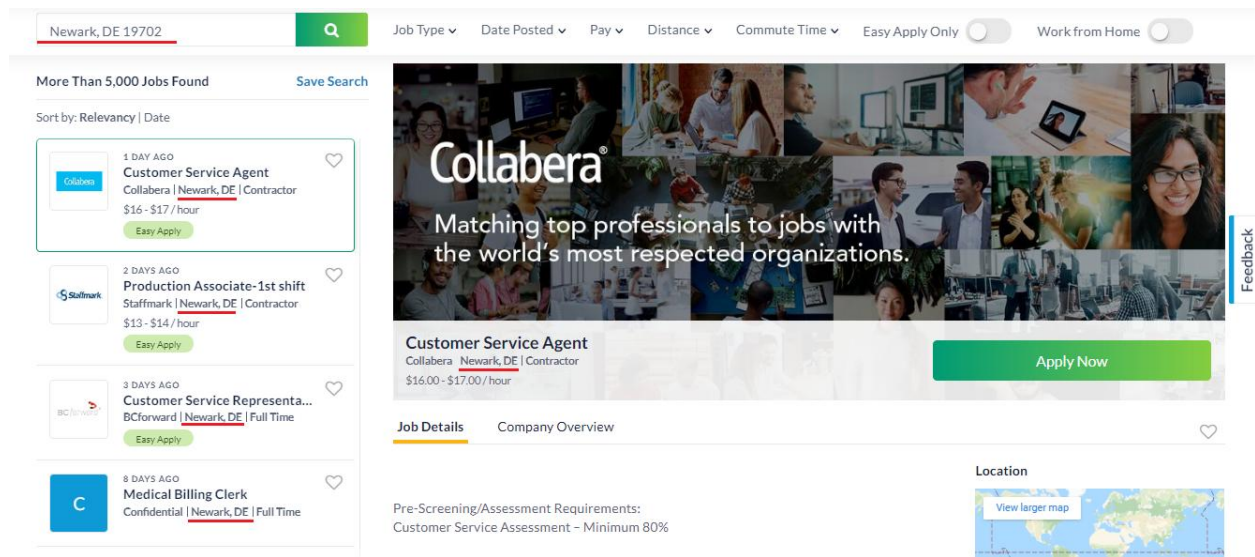 Newark, DE 19702
Job Type Date Posted Pay Distance Commute Time Easy Apply Only Work from Home
More Than 5,000 Jobs Found Save Search
Sort by: Relevancy | Date
Collabera
1 DAY AGO
Customer Service Agent
Collabera | Newark, DE | Contractor
$16 - $17 / hour
Easy Apply
Staffmark
2 DAYS AGO
Production Associate-1st shift
Staffmark | Newark, DE | Contractor
$13 - $14 / hour
Easy Apply
BCforward
3 DAYS AGO
Customer Service Representa...
BCforward | Newark, DE | Full Time
Easy Apply
C
8 DAYS AGO
Medical Billing Clerk
Confidential | Newark, DE | Full Time
Collabera®
Matching top professionals to jobs with
the world's most respected organizations.
Customer Service Agent
Collabera Newark, DE | Contractor
$16.00 - $17.00 / hour
Apply Now
Job Details Company Overview
Pre-Screening/Assessment Requirements:
Customer Service Assessment – Minimum 80%
Location
View larger map
Feedback